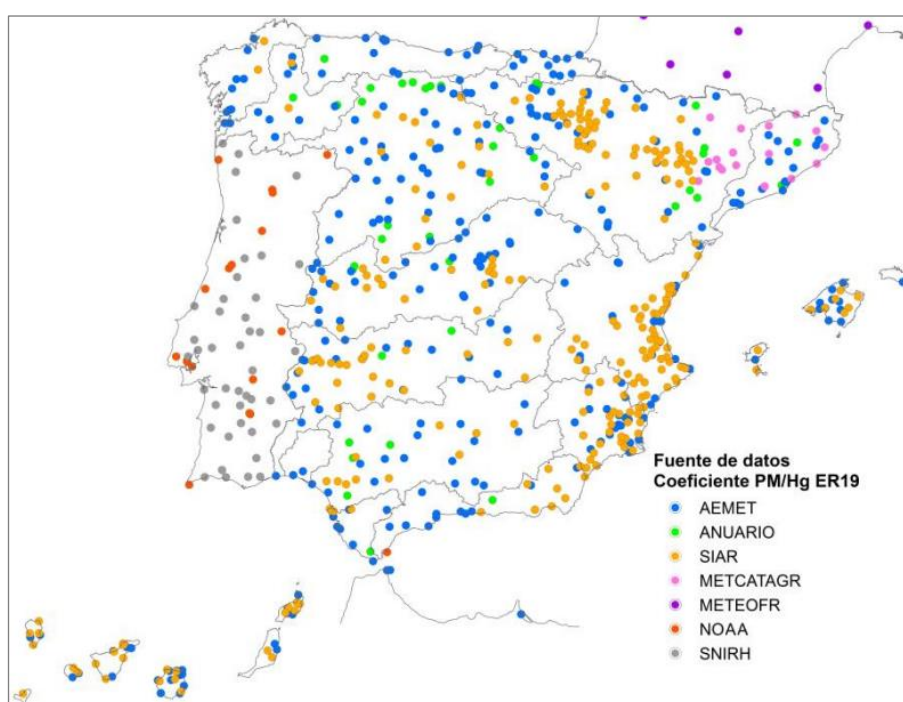 Fuente de datos
Coeficiente PM/Hg ER19
AEMET
ANUARIO
SIAR
METCATAGR
METEOFR
NOAA
SNIRH